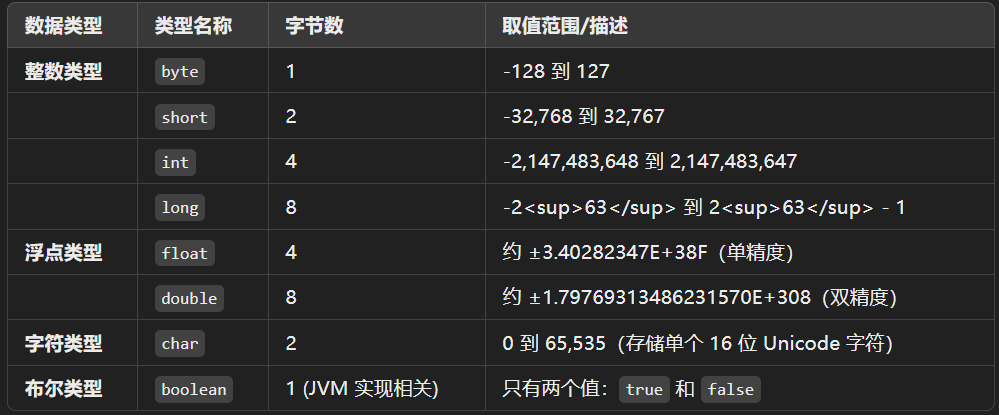 数据类型 类型名称 字节数 取值范围/描述
整数类型 byte 1 -128 到 127
short 2 -32,768 到 32,767
int 4 -2,147,483,648 到 2,147,483,647
long 8 -2<sup>63</sup> 到 2<sup>63</sup> - 1
浮点类型 float 4 约 ±3.40282347E+38F（单精度）
double 8 约 ±1.79769313486231570E+308（双精度）
字符类型 char 2 0 到 65,535（存储单个 16 位 Unicode 字符）
布尔类型 boolean 1 (JVM 实现相关) 只有两个值：true 和 false